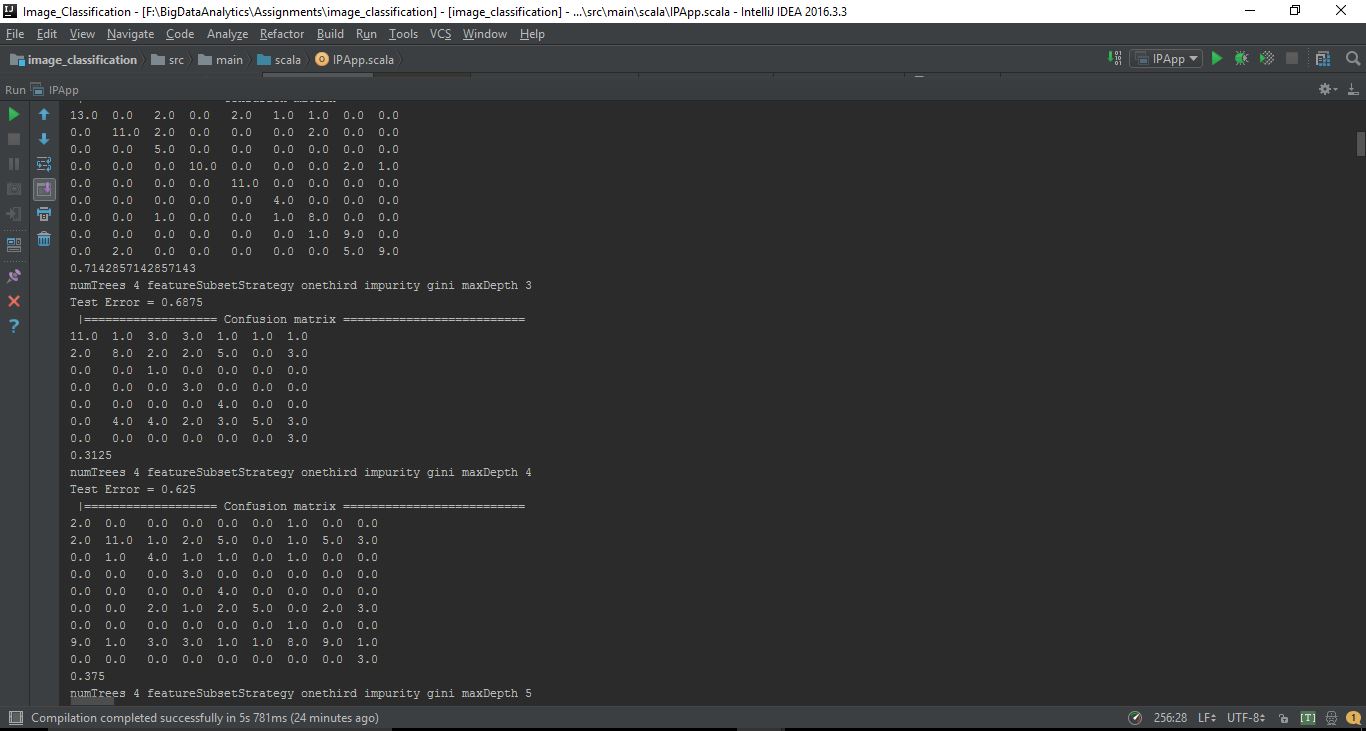 Image_Classification - [F:\BigDataAnalytics\Assignments\image_classification] - [image_classification] - ...\src\main\scala\IPApp.scala - IntelliJ IDEA 2016.3.3
File Edit View Navigate Code Analyze Refactor Build Run Tools VCS Window Help
image_classification src main scala IPApp.scala IPApp
Run IPApp
13.0 0.0 2.0 0.0 2.0 1.0 1.0 0.0 0.0
0.0 11.0 2.0 0.0 0.0 0.0 2.0 0.0 0.0
0.0 0.0 5.0 0.0 0.0 0.0 0.0 0.0 0.0
0.0 0.0 0.0 10.0 0.0 0.0 0.0 2.0 1.0
0.0 0.0 0.0 0.0 11.0 0.0 0.0 0.0 0.0
0.0 0.0 0.0 0.0 0.0 4.0 0.0 0.0 0.0
0.0 0.0 1.0 0.0 0.0 1.0 8.0 0.0 0.0
0.0 0.0 0.0 0.0 0.0 0.0 1.0 9.0 0.0
0.0 2.0 0.0 0.0 0.0 0.0 0.0 5.0 9.0
0.7142857142857143
numTrees 4 featureSubsetStrategy onethird impurity gini maxDepth 3
Test Error = 0.6875
|=================== Confusion matrix ==========================
11.0 1.0 3.0 3.0 1.0 1.0 1.0
2.0 8.0 2.0 2.0 5.0 0.0 3.0
0.0 0.0 1.0 0.0 0.0 0.0 0.0
0.0 0.0 0.0 3.0 0.0 0.0 0.0
0.0 0.0 0.0 0.0 4.0 0.0 0.0
0.0 4.0 4.0 2.0 3.0 5.0 3.0
0.0 0.0 0.0 0.0 0.0 0.0 3.0
0.3125
numTrees 4 featureSubsetStrategy onethird impurity gini maxDepth 4
Test Error = 0.625
|=================== Confusion matrix ==========================
2.0 0.0 0.0 0.0 0.0 0.0 1.0 0.0 0.0
2.0 11.0 1.0 2.0 5.0 0.0 1.0 5.0 3.0
0.0 1.0 4.0 1.0 1.0 0.0 1.0 0.0 0.0
0.0 0.0 0.0 3.0 0.0 0.0 0.0 0.0 0.0
0.0 0.0 0.0 0.0 4.0 0.0 0.0 0.0 0.0
0.0 0.0 2.0 1.0 2.0 5.0 0.0 2.0 3.0
0.0 0.0 0.0 0.0 0.0 0.0 1.0 0.0 0.0
9.0 1.0 3.0 3.0 1.0 1.0 8.0 9.0 1.0
0.0 0.0 0.0 0.0 0.0 0.0 0.0 0.0 3.0
0.375
numTrees 4 featureSubsetStrategy onethird impurity gini maxDepth 5
Compilation completed successfully in 5s 781ms (24 minutes ago) 256:28 LF UTF-8 [T] 1